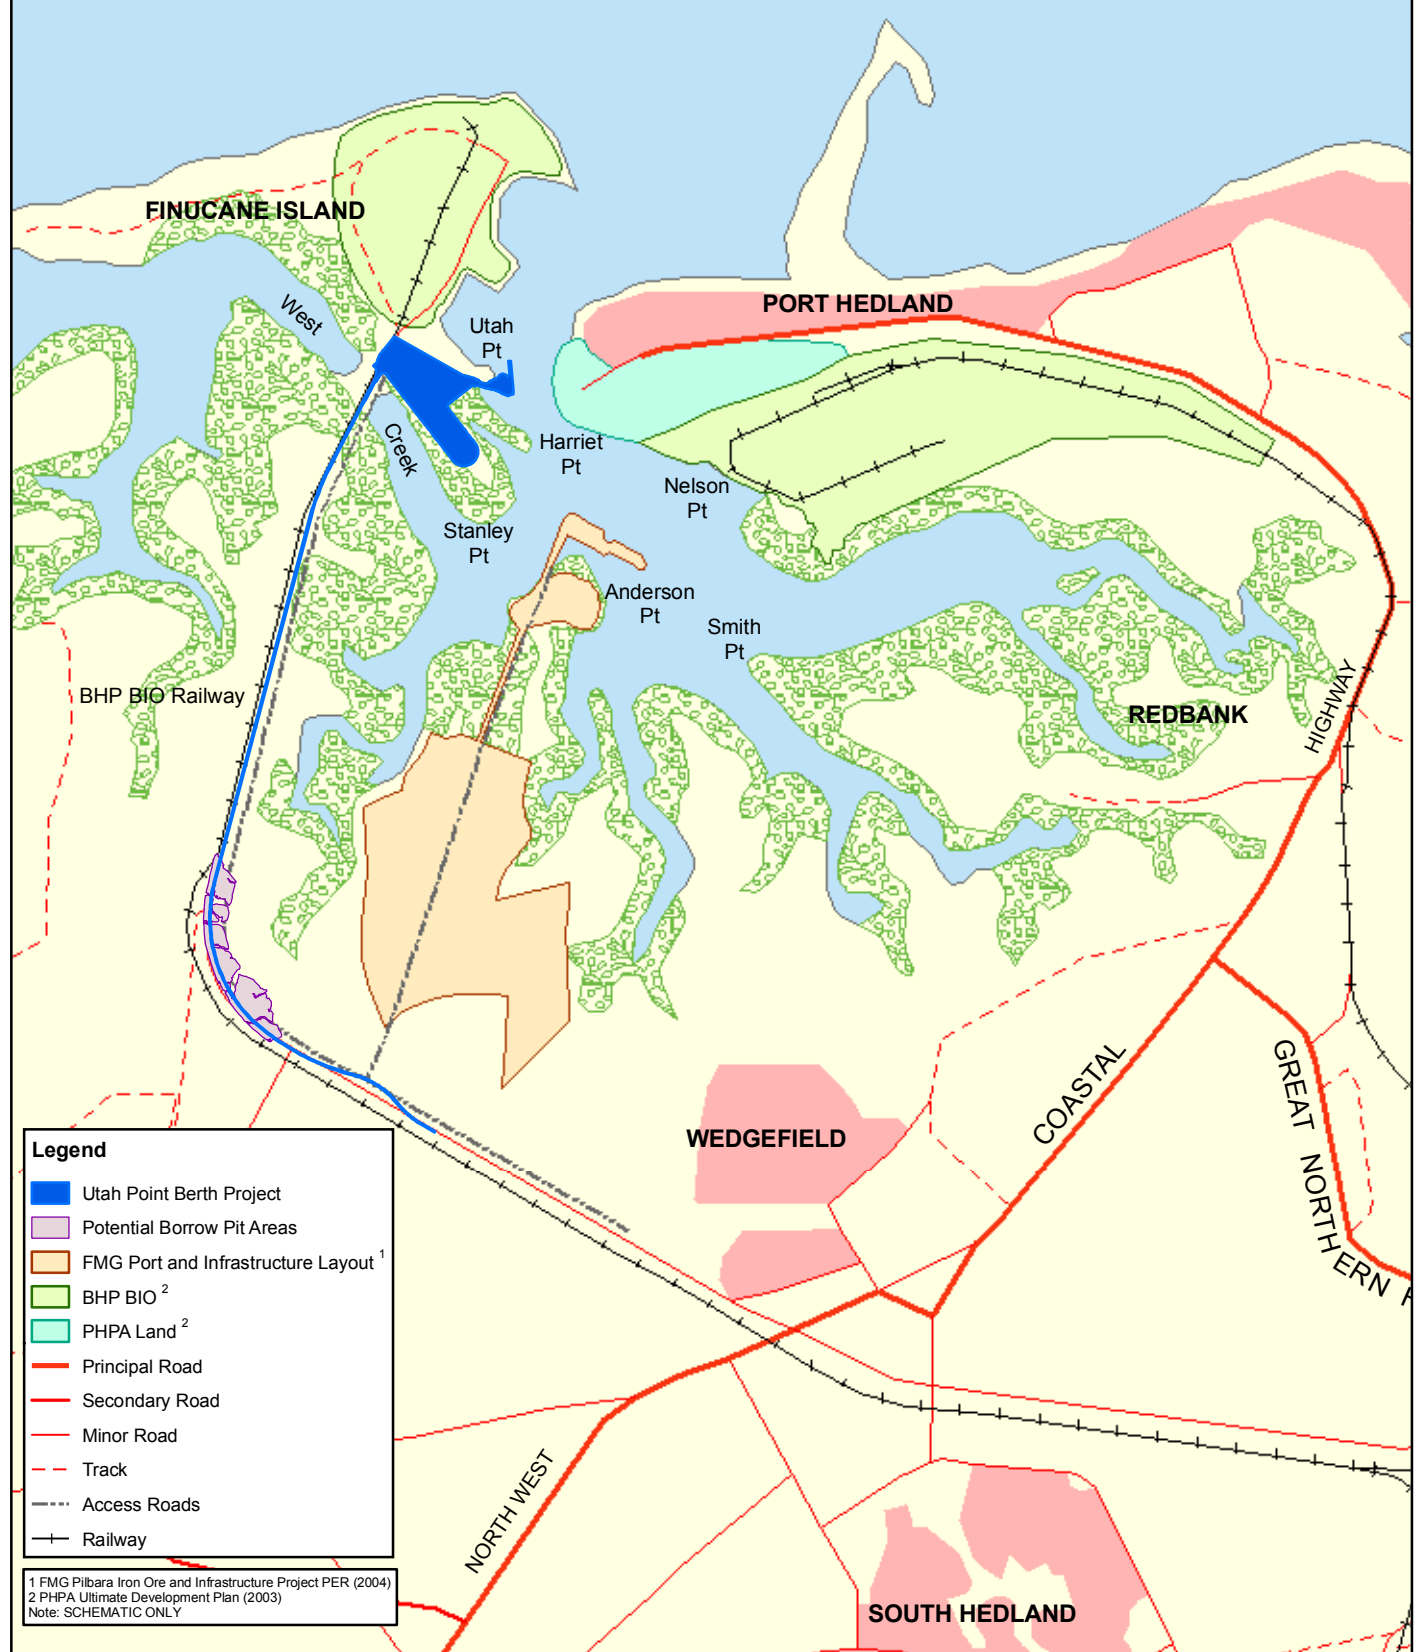 FINUCANE ISLAND
West
Utah
Pt
PORT HEDLAND
Creek
Harriet
Pt
Nelson
Pt
Stanley
Pt
Anderson
Pt
Smith
Pt
BHP BIO Railway
REDBANK
HIGHWAY
COASTAL
GREAT NORTHERN
WEDGEFIELD
NORTH WEST
SOUTH HEDLAND
Legend
Utah Point Berth Project
Potential Borrow Pit Areas
FMG Port and Infrastructure Layout 1
BHP BIO 2
PHPA Land 2
Principal Road
Secondary Road
Minor Road
Track
Access Roads
Railway
1 FMG Pilbara Iron Ore and Infrastructure Project PER (2004)
2 PHPA Ultimate Development Plan (2003)
Note: SCHEMATIC ONLY